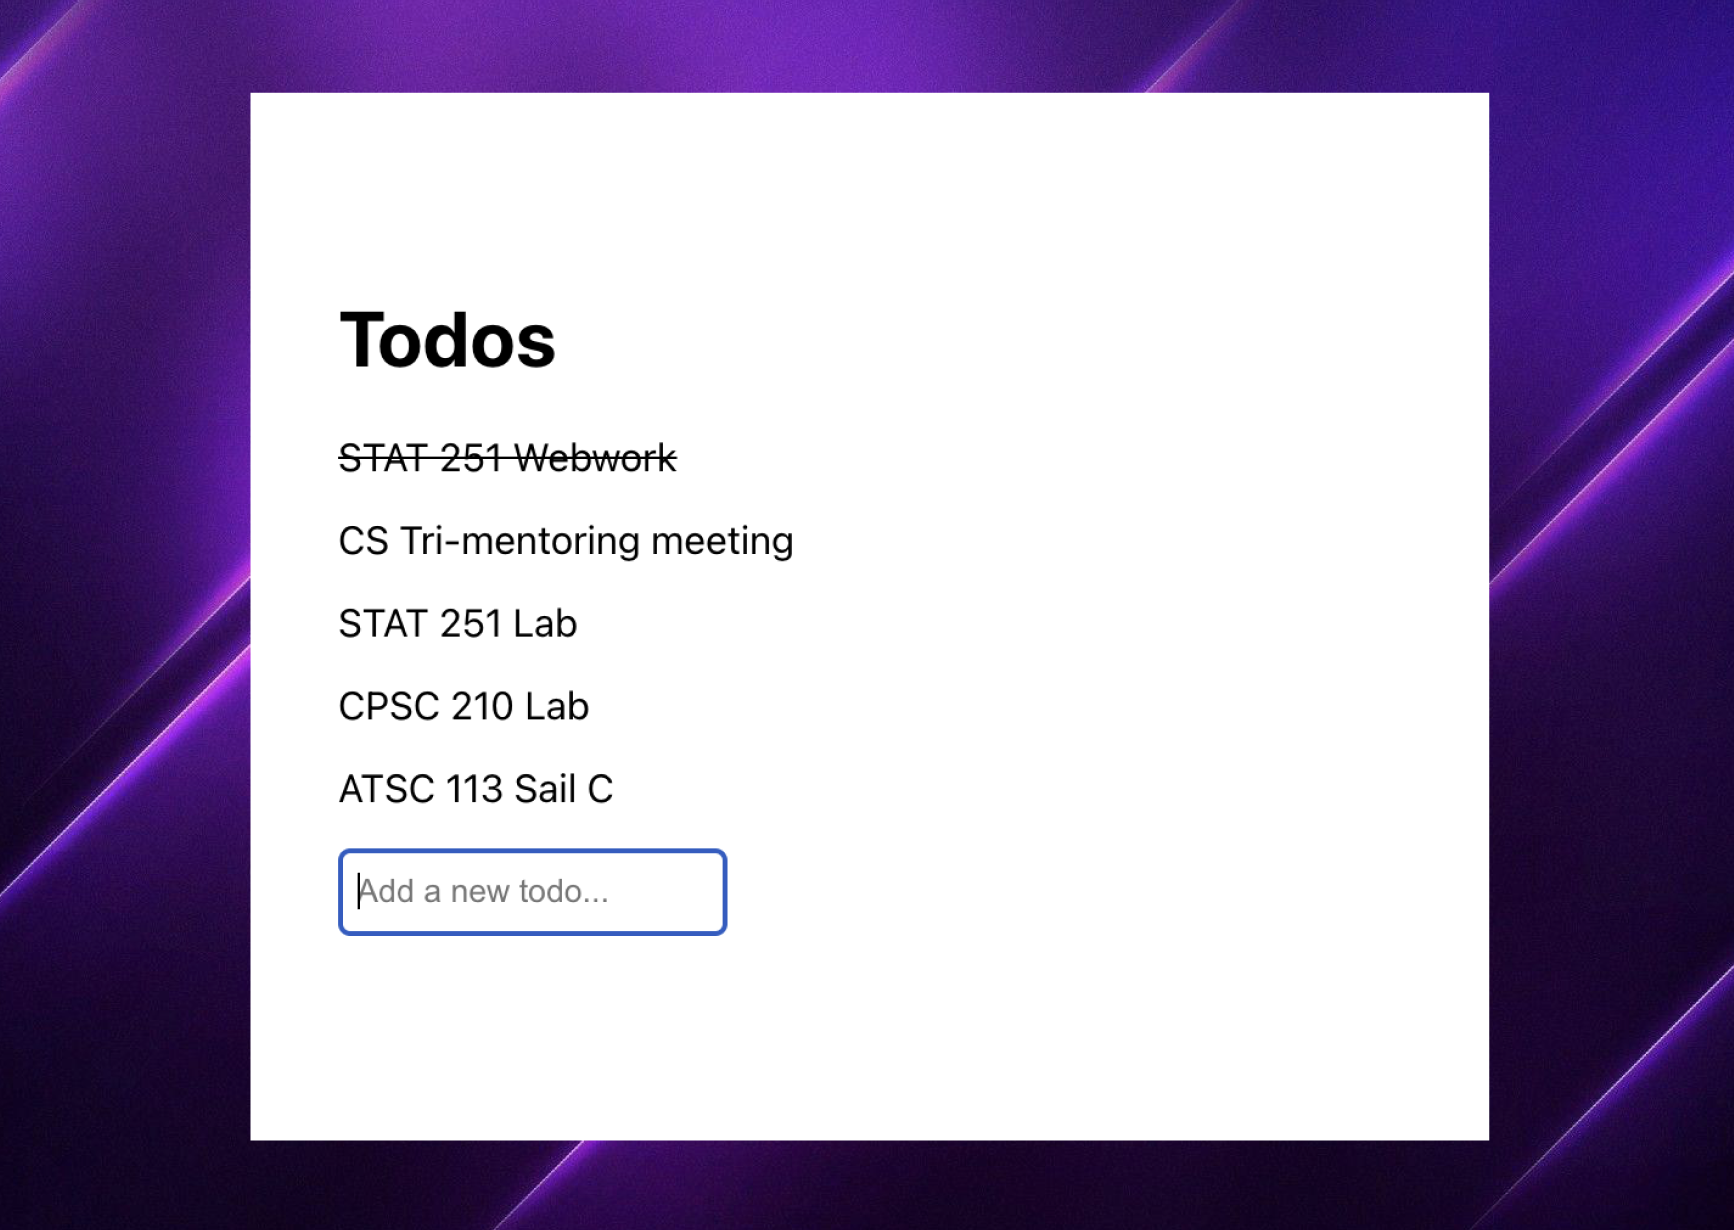 Todos
STAT 251 Webwork
CS Tri-mentoring meeting
STAT 251 Lab
CPSC 210 Lab
ATSC 113 Sail C
Add a new todo...